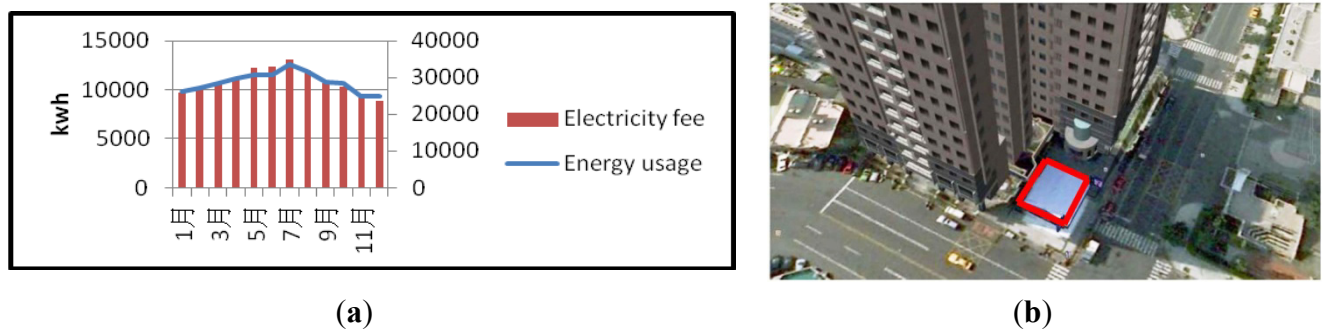 15000
10000
5000
0
kwh
40000
30000
20000
10000
0
1月
3月
5月
7月
9月
11月
Electricity fee
Energy usage
(a)
(b)